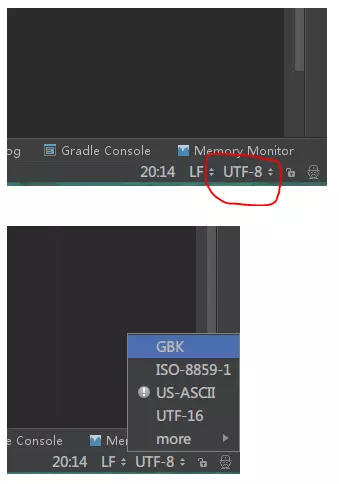 og Gradle Console Memory Monitor
20:14 LF UTF-8
GBK
ISO-8859-1
US-ASCII
UTF-16
more
e Console Me
20:14 LF UTF-8